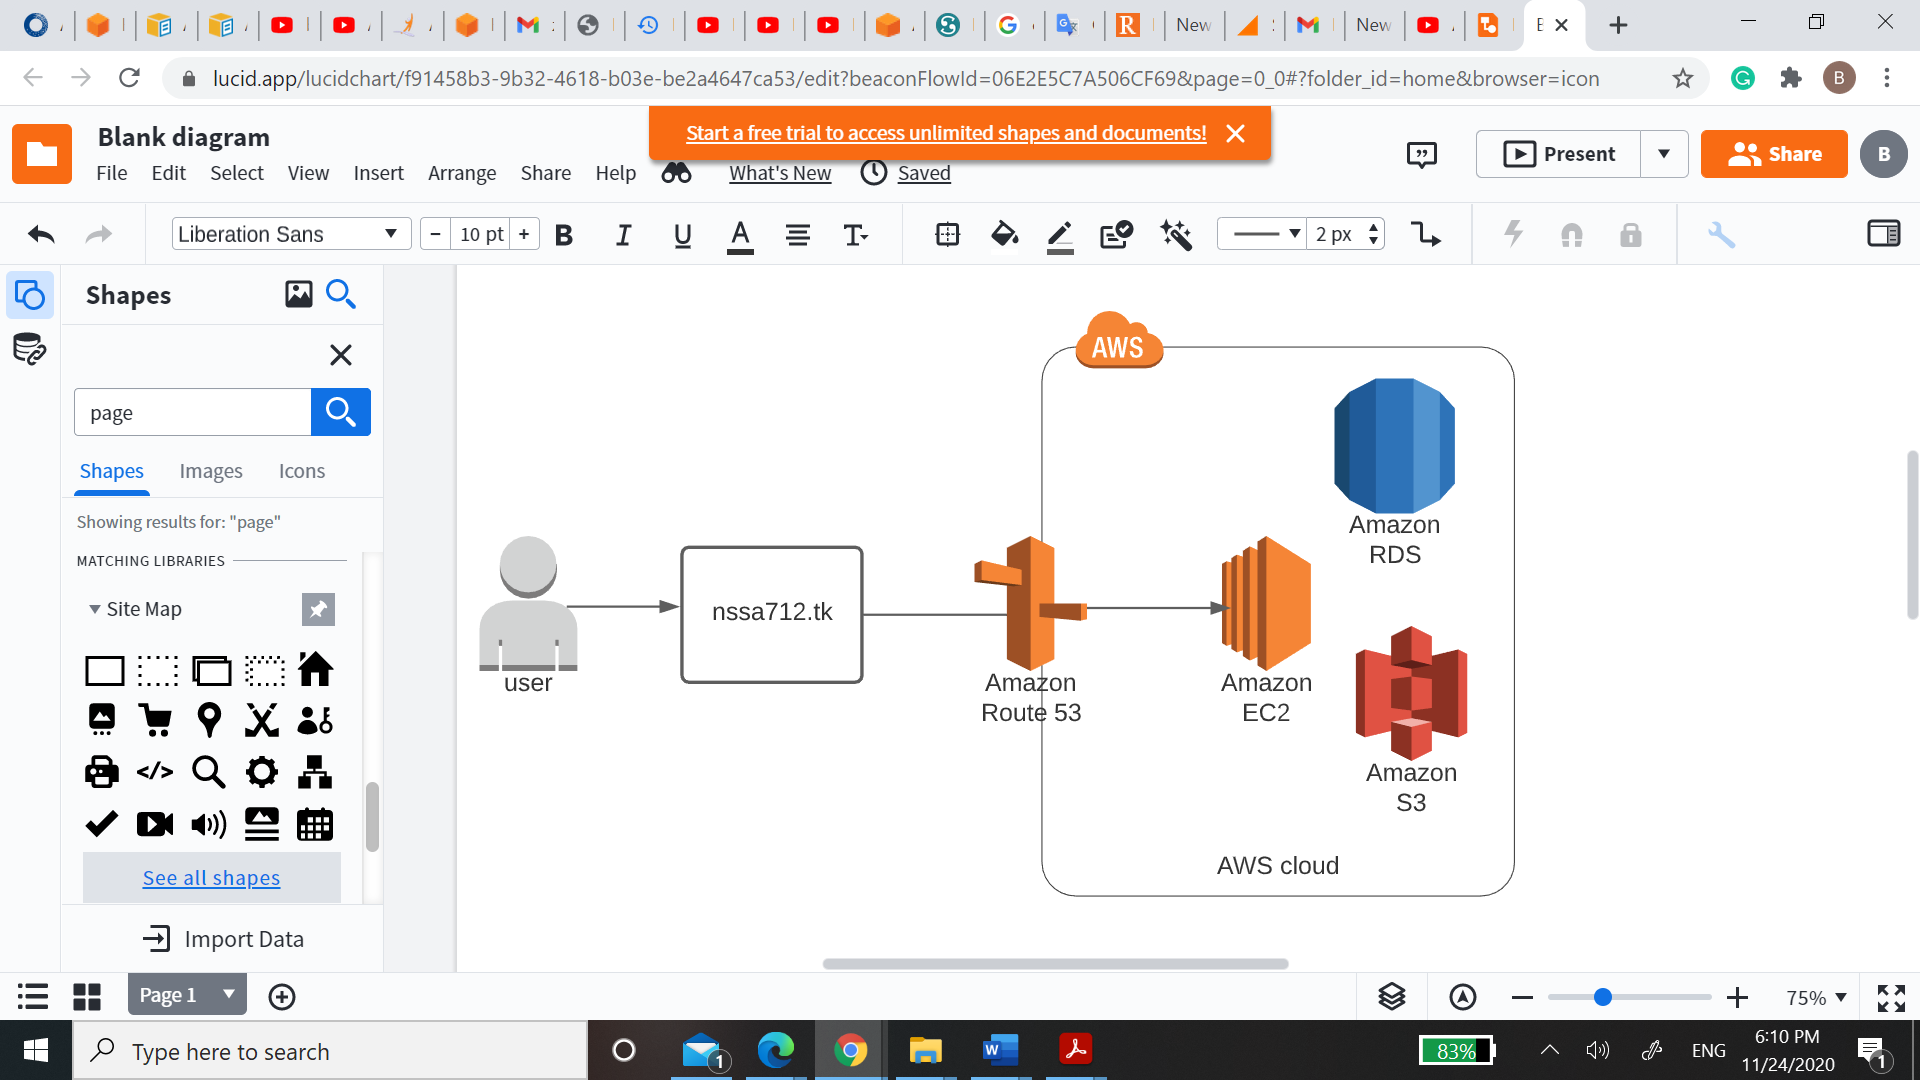 New
New
lucid.app/lucidchart/f91458b3-9b32-4618-b03e-be2a4647ca53/edit?beaconFlowId=06E2E5C7A506CF69&page=0_0#?folder_id=home&browser=icon
B
Blank diagram
Start a free trial to access unlimited shapes and documents!
File Edit Select View Insert Arrange Share Help What's New Saved
Present
Share
B
Liberation Sans
10 pt
B I U A T
2 px
Shapes
page
Shapes Images Icons
Showing results for: "page"
MATCHING LIBRARIES
Site Map
See all shapes
Import Data
AWS
Amazon
RDS
nssa712.tk
user
Amazon
Route 53
Amazon
EC2
Amazon
S3
AWS cloud
Page 1
75%
Type here to search
1
83%
ENG
6:10 PM
11/24/2020
1